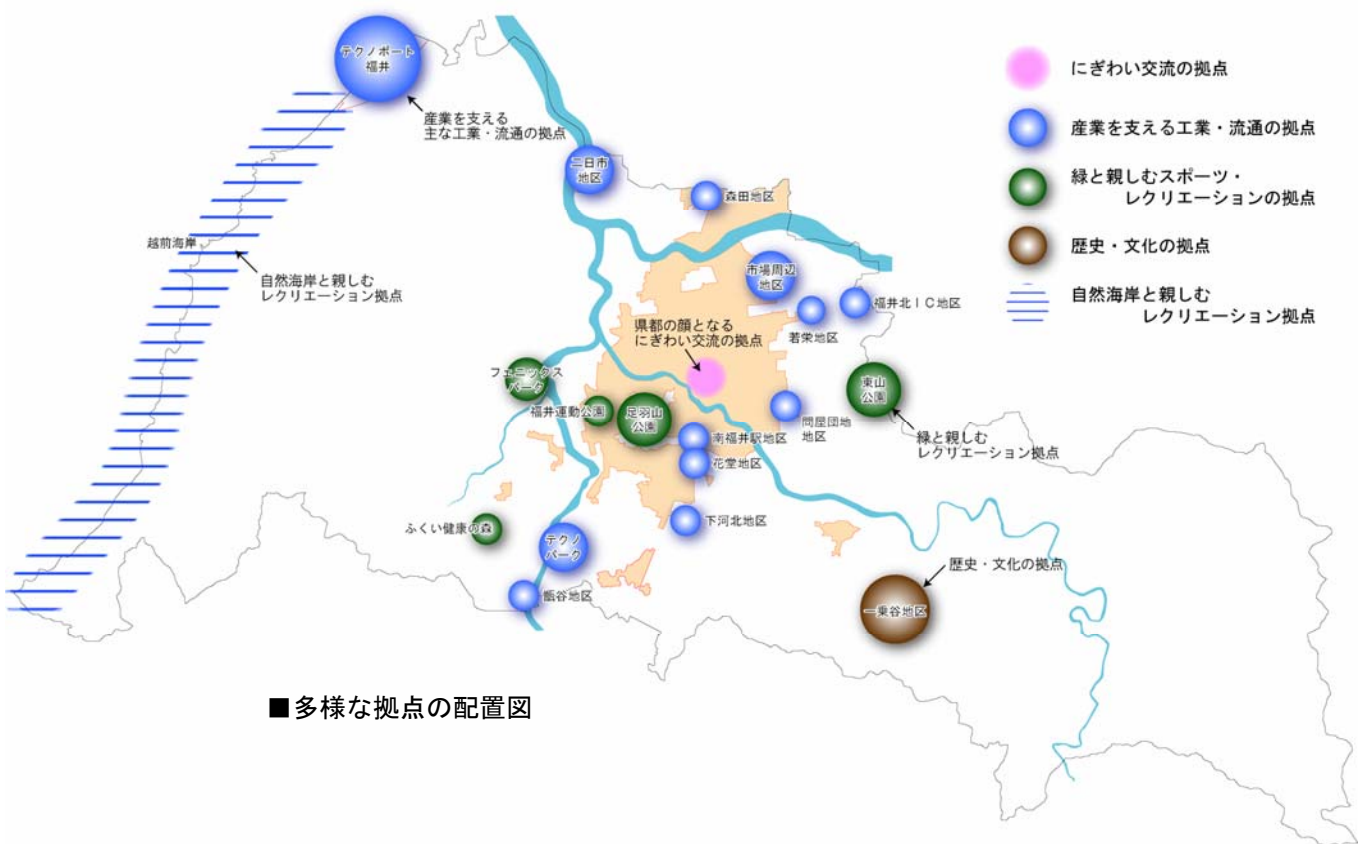 テクノポート
福井
産業を支える
主な工業・流通の拠点
二日市
地区
森田地区
越前海岸
自然海岸と親しむ
レクリエーション拠点
市場周辺
地区
福井北IC地区
若栄地区
県都の顔となる
にぎわい交流の拠点
フェニックス
パーク
福井運動公園
足羽山
公園
東山
公園
緑と親しむ
レクリエーション拠点
問屋団地
地区
南福井駅地区
花堂地区
下河北地区
ふくい健康の森
テクノ
パーク
甑谷地区
歴史・文化の拠点
一乗谷地区
にぎわい交流の拠点
産業を支える工業・流通の拠点
緑と親しむスポーツ・
レクリエーションの拠点
歴史・文化の拠点
自然海岸と親しむ
レクリエーション拠点
■多様な拠点の配置図